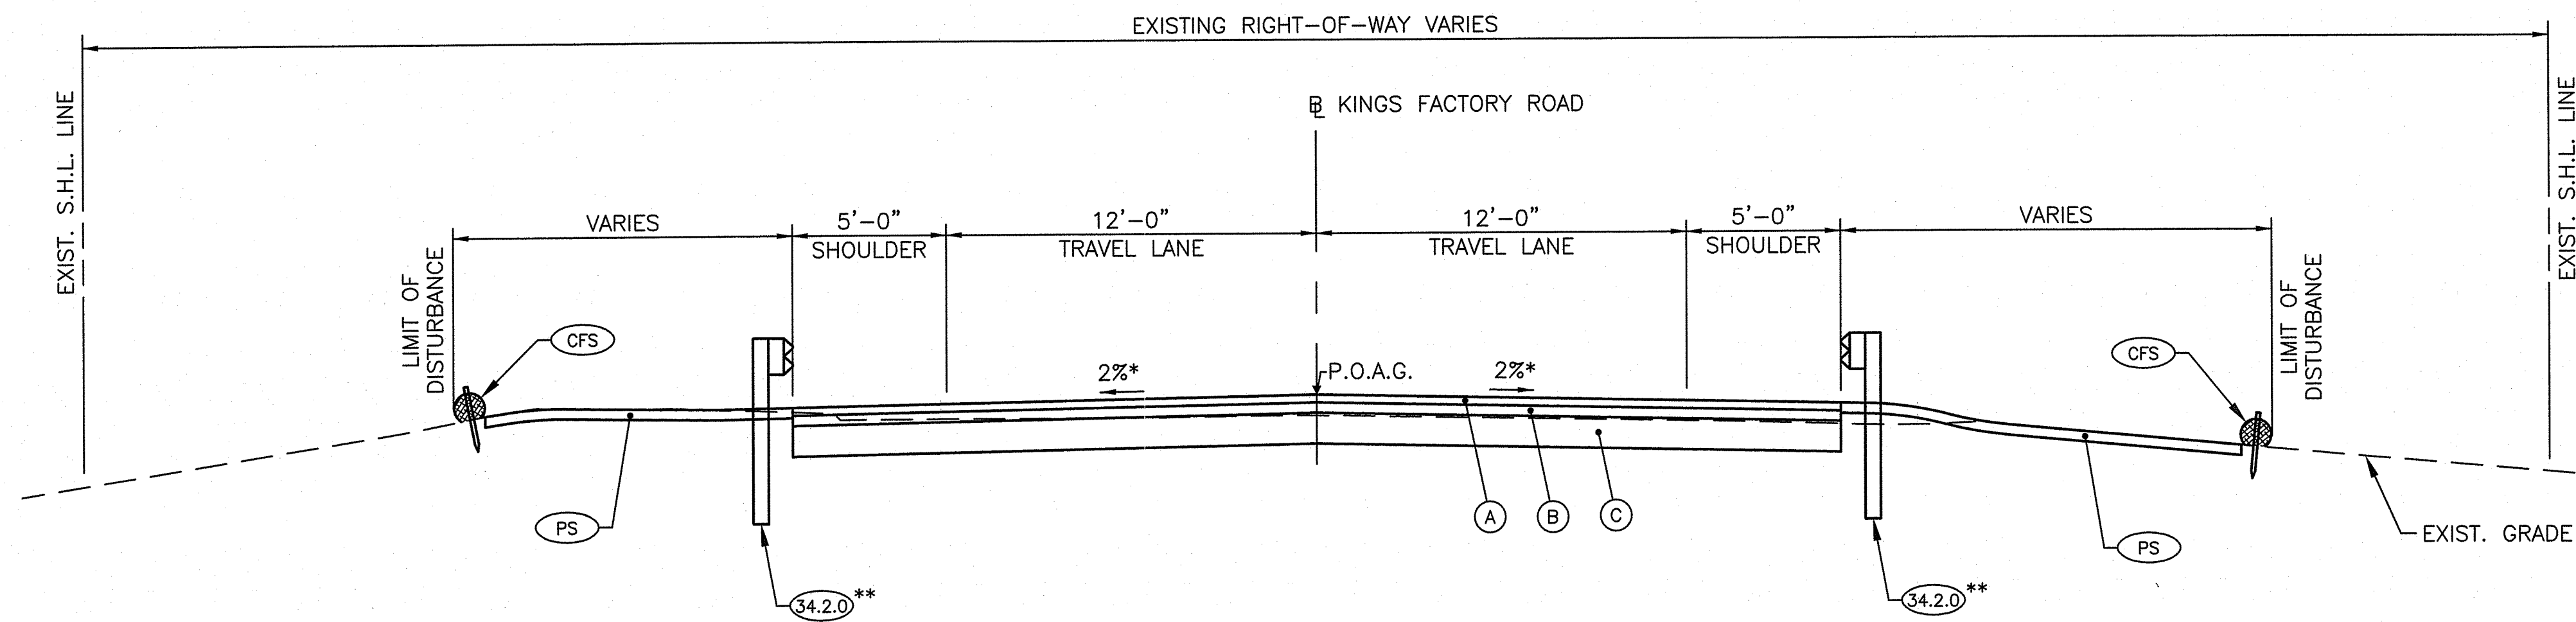 EXISTING RIGHT-OF-WAY VARIES
EXIST. S.H.L. LINE
EXIST. S.H.L. LINE
℄ KINGS FACTORY ROAD
VARIES
5'-0"
SHOULDER
12'-0"
TRAVEL LANE
12'-0"
TRAVEL LANE
5'-0"
SHOULDER
VARIES
LIMIT OF
DISTURBANCE
LIMIT OF
DISTURBANCE
CFS
CFS
2%*
P.O.A.G.
2%*
PS
A
B
C
PS
EXIST. GRADE
34.2.0**
34.2.0**